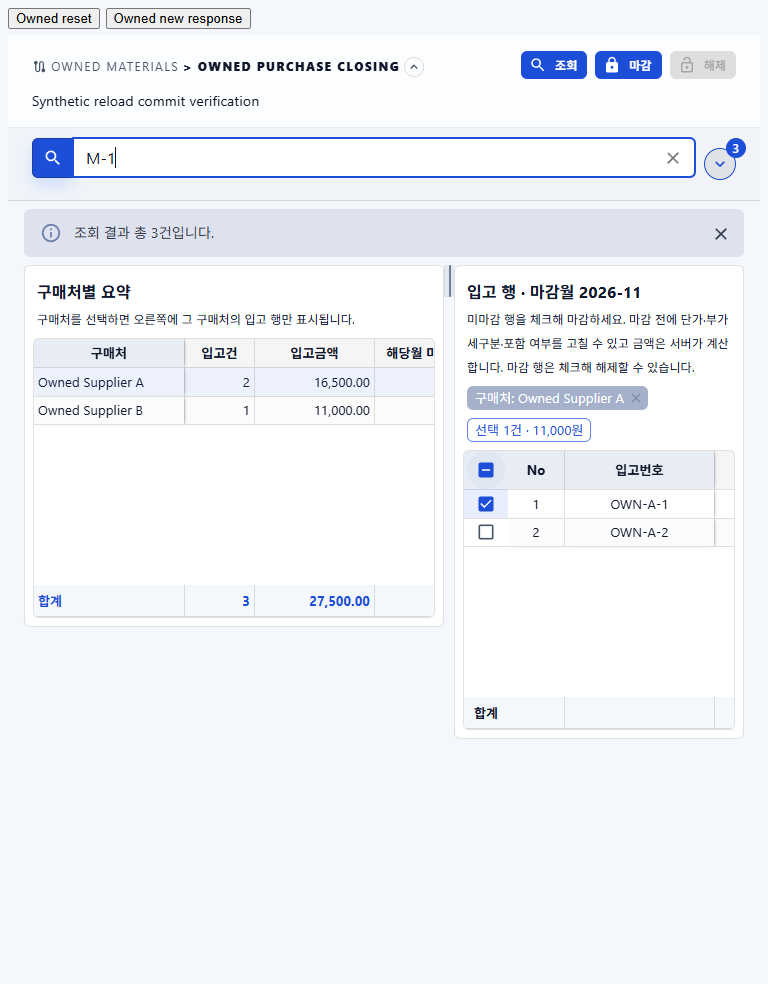 Owned reset Owned new response
OWNED MATERIALS > OWNED PURCHASE CLOSING
조회 마감 해제
Synthetic reload commit verification
M-1
3
조회 결과 총 3건입니다.
구매처별 요약
구매처를 선택하면 오른쪽에 그 구매처의 입고 행만 표시됩니다.
구매처 입고건 입고금액 해당월
Owned Supplier A 2 16,500.00
Owned Supplier B 1 11,000.00
합계 3 27,500.00
입고 행 · 마감월 2026-11
미마감 행을 체크해 마감하세요. 마감 전에 단가·부가
세구분·포함 여부를 고칠 수 있고 금액은 서버가 계산
합니다. 마감 행은 체크해 해제할 수 있습니다.
구매처: Owned Supplier A
선택 1건 · 11,000원
No 입고번호
1 OWN-A-1
2 OWN-A-2
합계